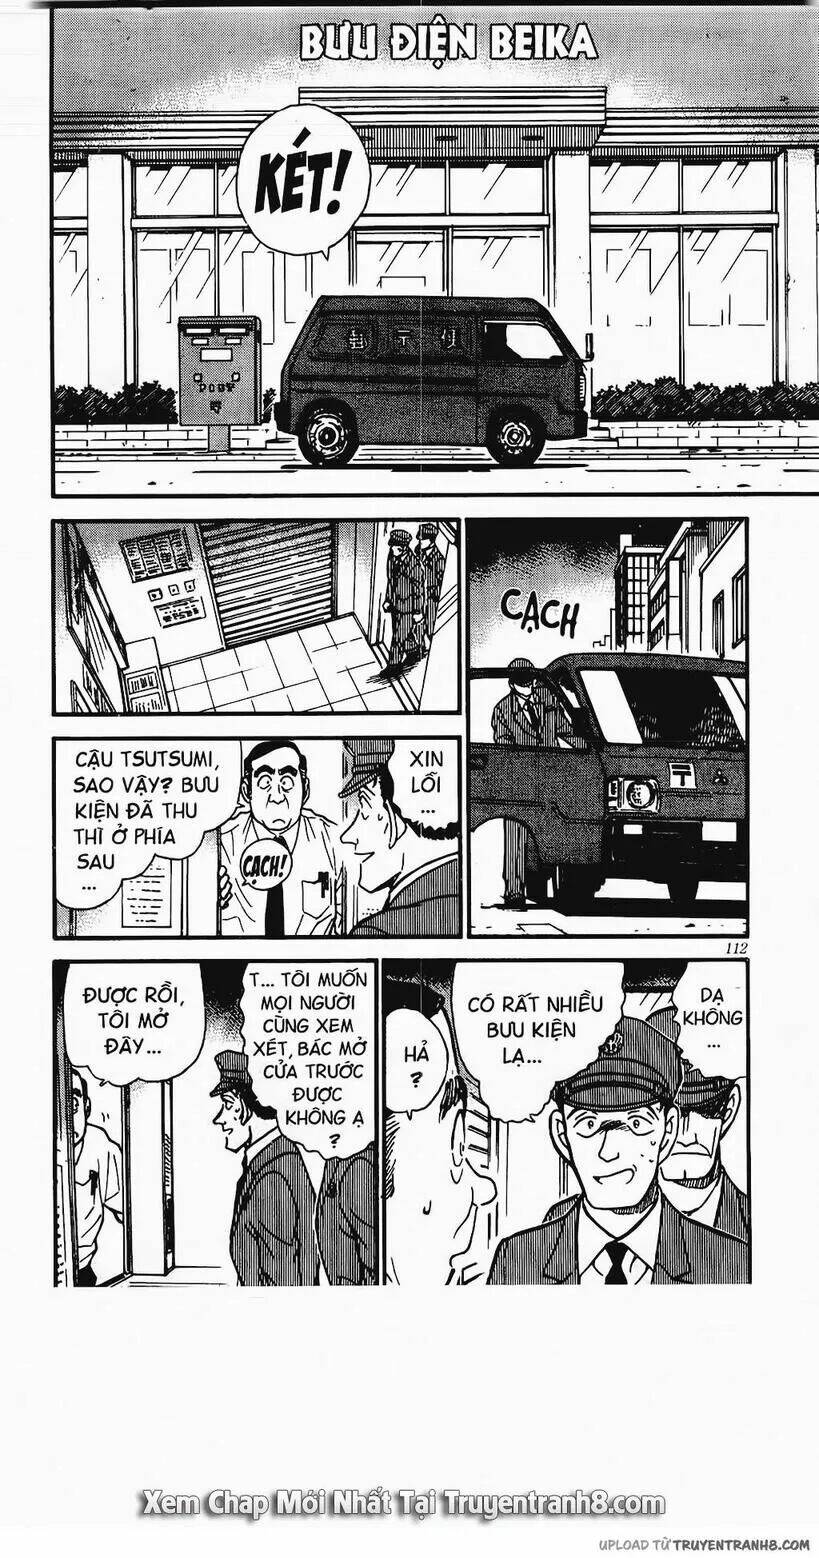 BƯU ĐIỆN BEIKA
KÉT!
郵便
POST
〒
CẠCH
〒
XIN
LỖI
...
CẬU TSUTSUMI,
SAO VẬY? BƯU
KIỆN ĐÃ THU
THÌ Ở PHÍA
SAU
...
CẠCH!
112
DẠ
KHÔNG
...
CÓ RẤT NHIỀU
BƯU KIỆN
LẠ...
HẢ
?
T... TÔI MUỐN
MỌI NGƯỜI
CÙNG XEM
XÉT, BÁC MỞ
CỬA TRƯỚC
ĐƯỢC
KHÔNG Ạ
?
ĐƯỢC RỒI,
TÔI MỞ
ĐÂY...
Xem Chap Mới Nhất Tại Truyentranh8.com
UPLOAD TỪ TRUYENTRANH8.COM